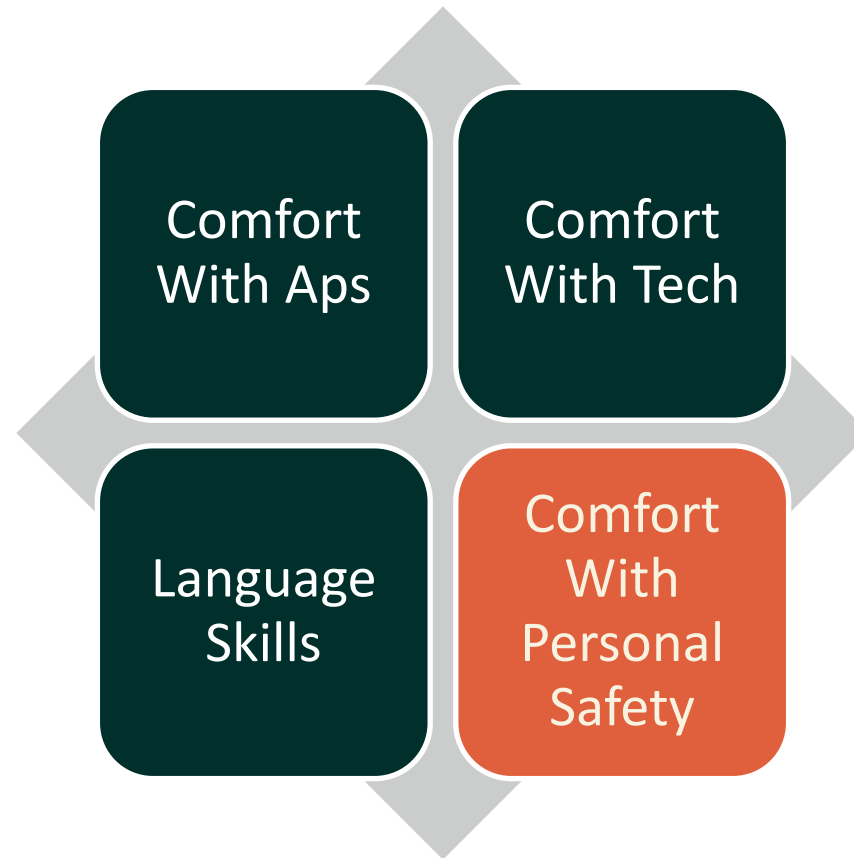 Comfort
With Aps
Comfort
With Tech
Language
Skills
Comfort
With
Personal
Safety